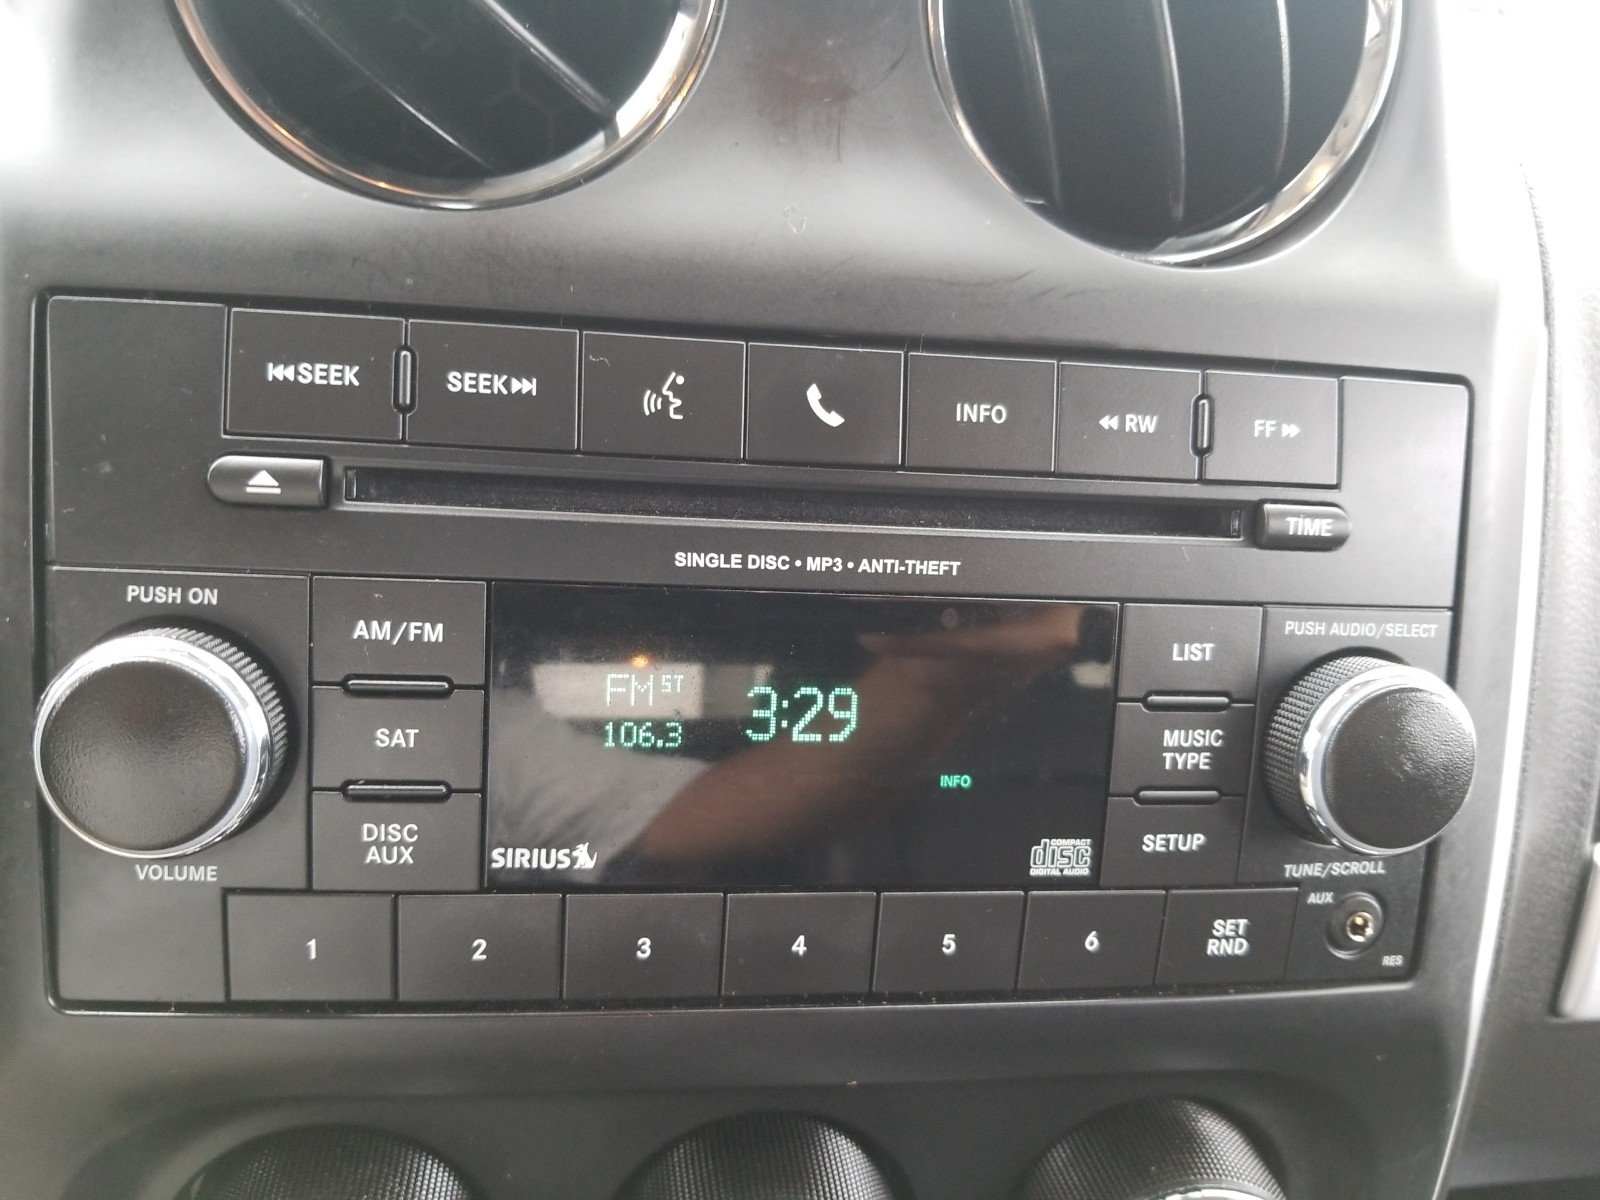 SEEK
SEEK
INFO
RW
FF
TIME
SINGLE DISC • MP3 • ANTI-THEFT
PUSH ON
VOLUME
AM/FM
SAT
DISC
AUX
FM ST
106.3
3:29
INFO
SIRIUS
COMPACT
disc
DIGITAL AUDIO
LIST
MUSIC
TYPE
SETUP
PUSH AUDIO/SELECT
TUNE/SCROLL
1
2
3
4
5
6
SET
RND
AUX
RES